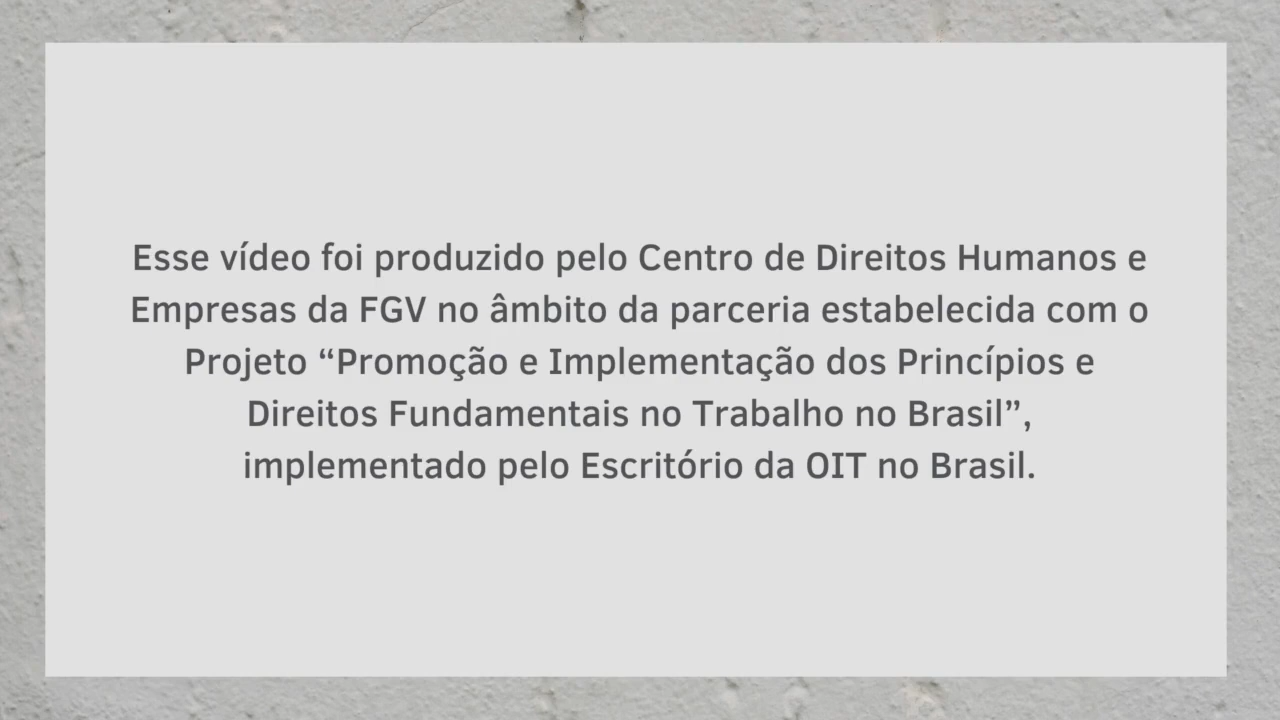 Esse vídeo foi produzido pelo Centro de Direitos Humanos e
Empresas da FGV no âmbito da parceria estabelecida com o
Projeto “Promoção e Implementação dos Princípios e
Direitos Fundamentais no Trabalho no Brasil”,
implementado pelo Escritório da OIT no Brasil.